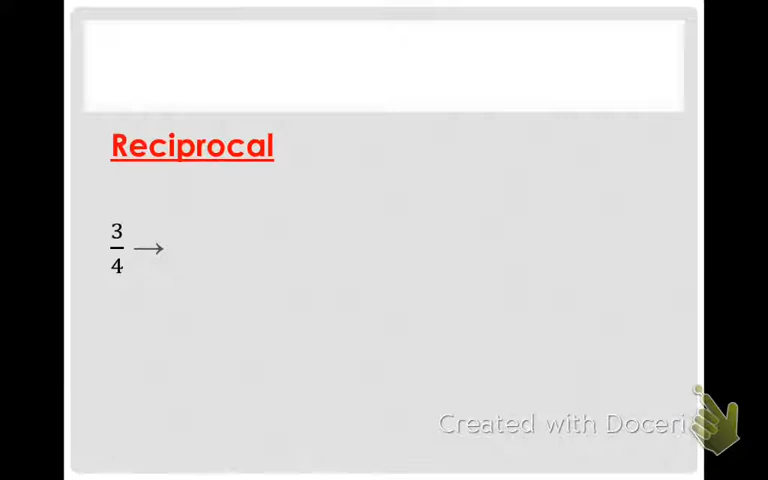 Reciprocal
3/4 →
Created with Doceri